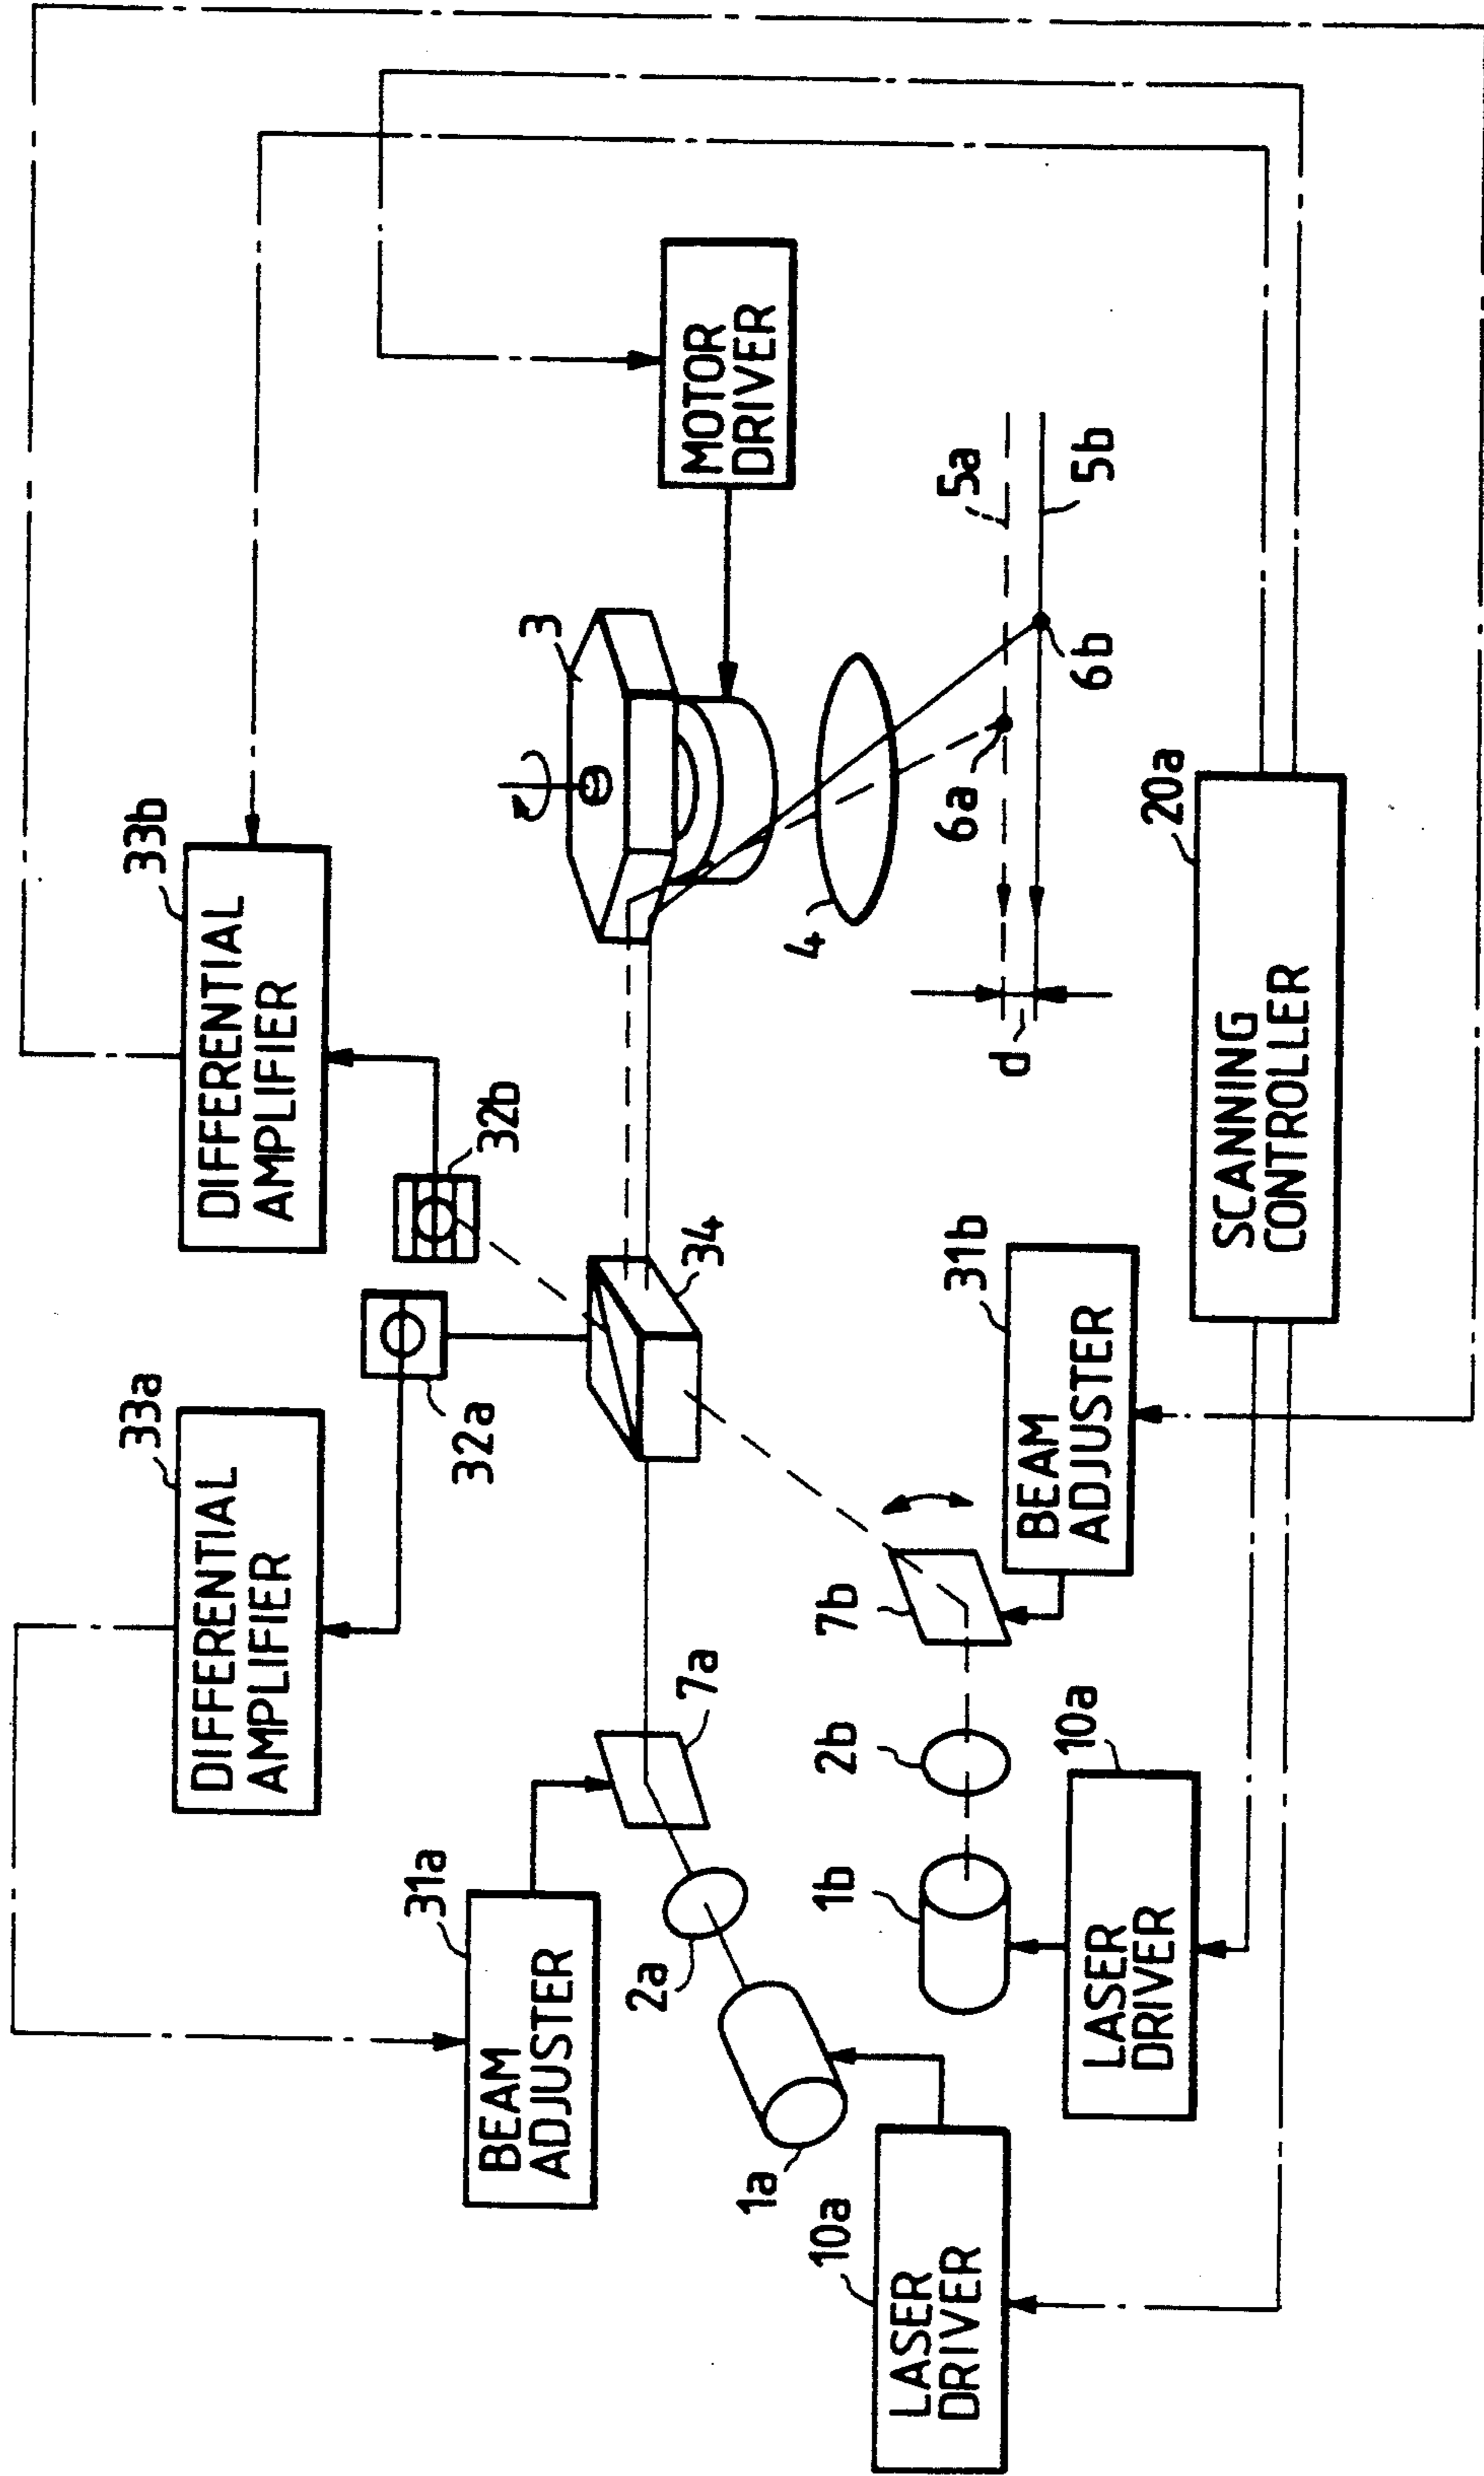 33a
DIFFERENTIAL
AMPLIFIER
33b
DIFFERENTIAL
AMPLIFIER
31a
BEAM
ADJUSTER
32a
32b
3
MOTOR
DRIVER
7a
34
2a
1a
10a
LASER
DRIVER
1b
2b
7b
4
6a
5a
d
6b
5b
31b
BEAM
ADJUSTER
10a
LASER
DRIVER
20a
SCANNING
CONTROLLER